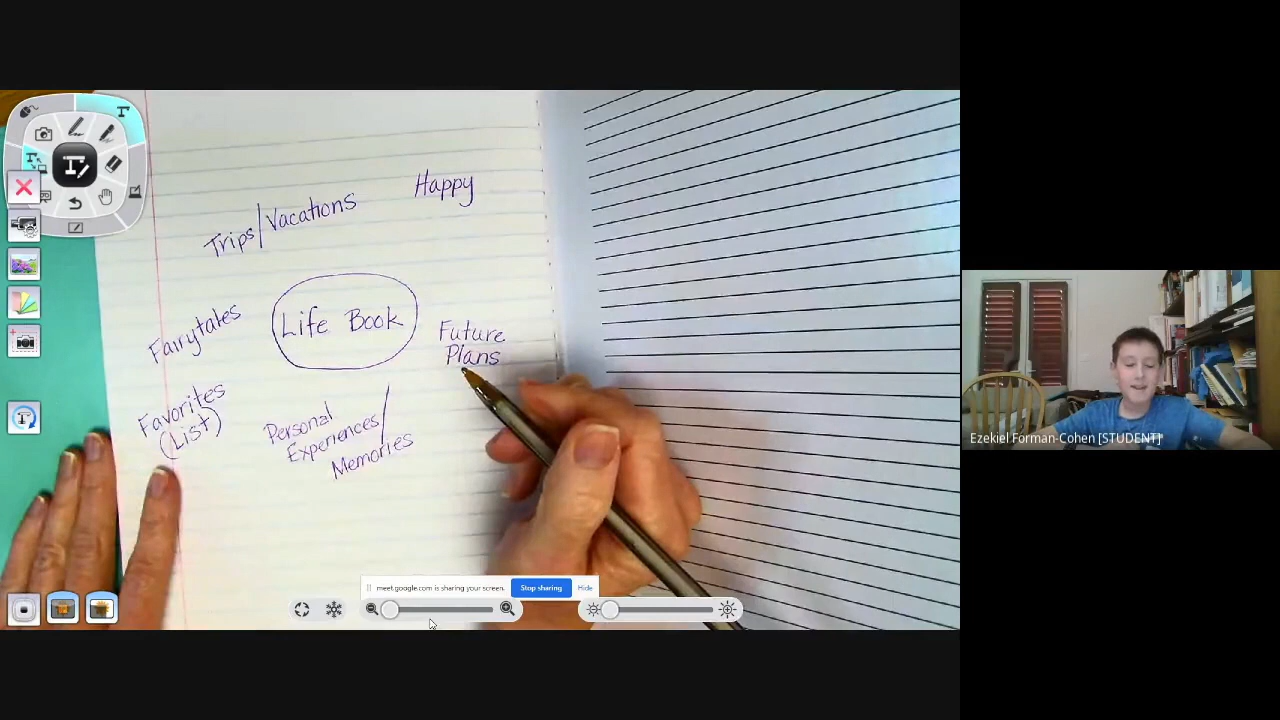 Happy
Trips/Vacations
Fairytales
Life Book
Future
Plans
Favorites
(List)
Personal
Experiences/
Memories
meet.google.com is sharing your screen.
Stop sharing
Hide
Ezekiel Forman-Cohen [STUDENT]